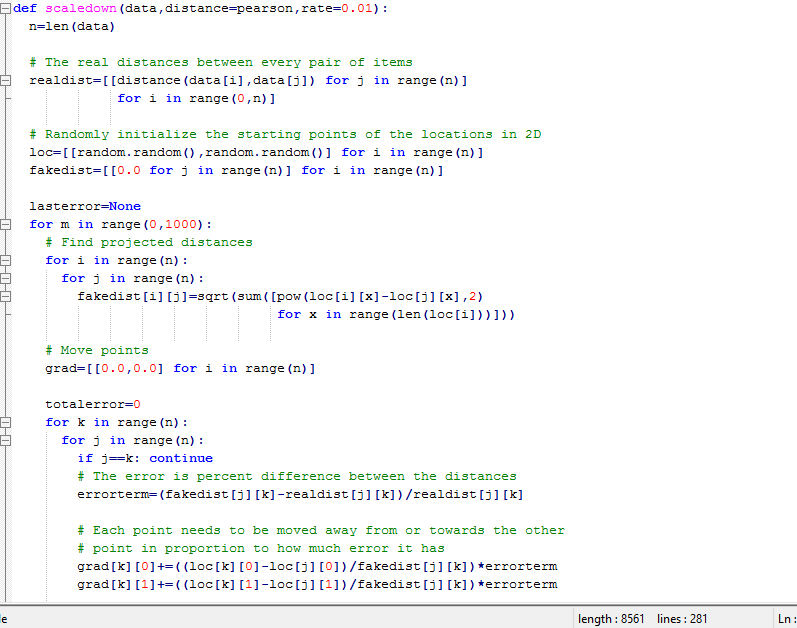 def scaledown(data,distance=pearson,rate=0.01):
  n=len(data)

  # The real distances between every pair of items
  realdist=[[distance(data[i],data[j]) for j in range(n)]
             for i in range(0,n)]

  # Randomly initialize the starting points of the locations in 2D
  loc=[[random.random(),random.random()] for i in range(n)]
  fakedist=[[0.0 for j in range(n)] for i in range(n)]

  lasterror=None
  for m in range(0,1000):
    # Find projected distances
    for i in range(n):
      for j in range(n):
        fakedist[i][j]=sqrt(sum([pow(loc[i][x]-loc[j][x],2)
                                 for x in range(len(loc[i]))]))

    # Move points
    grad=[[0.0,0.0] for i in range(n)]

    totalerror=0
    for k in range(n):
      for j in range(n):
        if j==k: continue
        # The error is percent difference between the distances
        errorterm=(fakedist[j][k]-realdist[j][k])/realdist[j][k]

        # Each point needs to be moved away from or towards the other
        # point in proportion to how much error it has
        grad[k][0]+=((loc[k][0]-loc[j][0])/fakedist[j][k])*errorterm
        grad[k][1]+=((loc[k][1]-loc[j][1])/fakedist[j][k])*errorterm
le length : 8561 lines : 281 Ln :